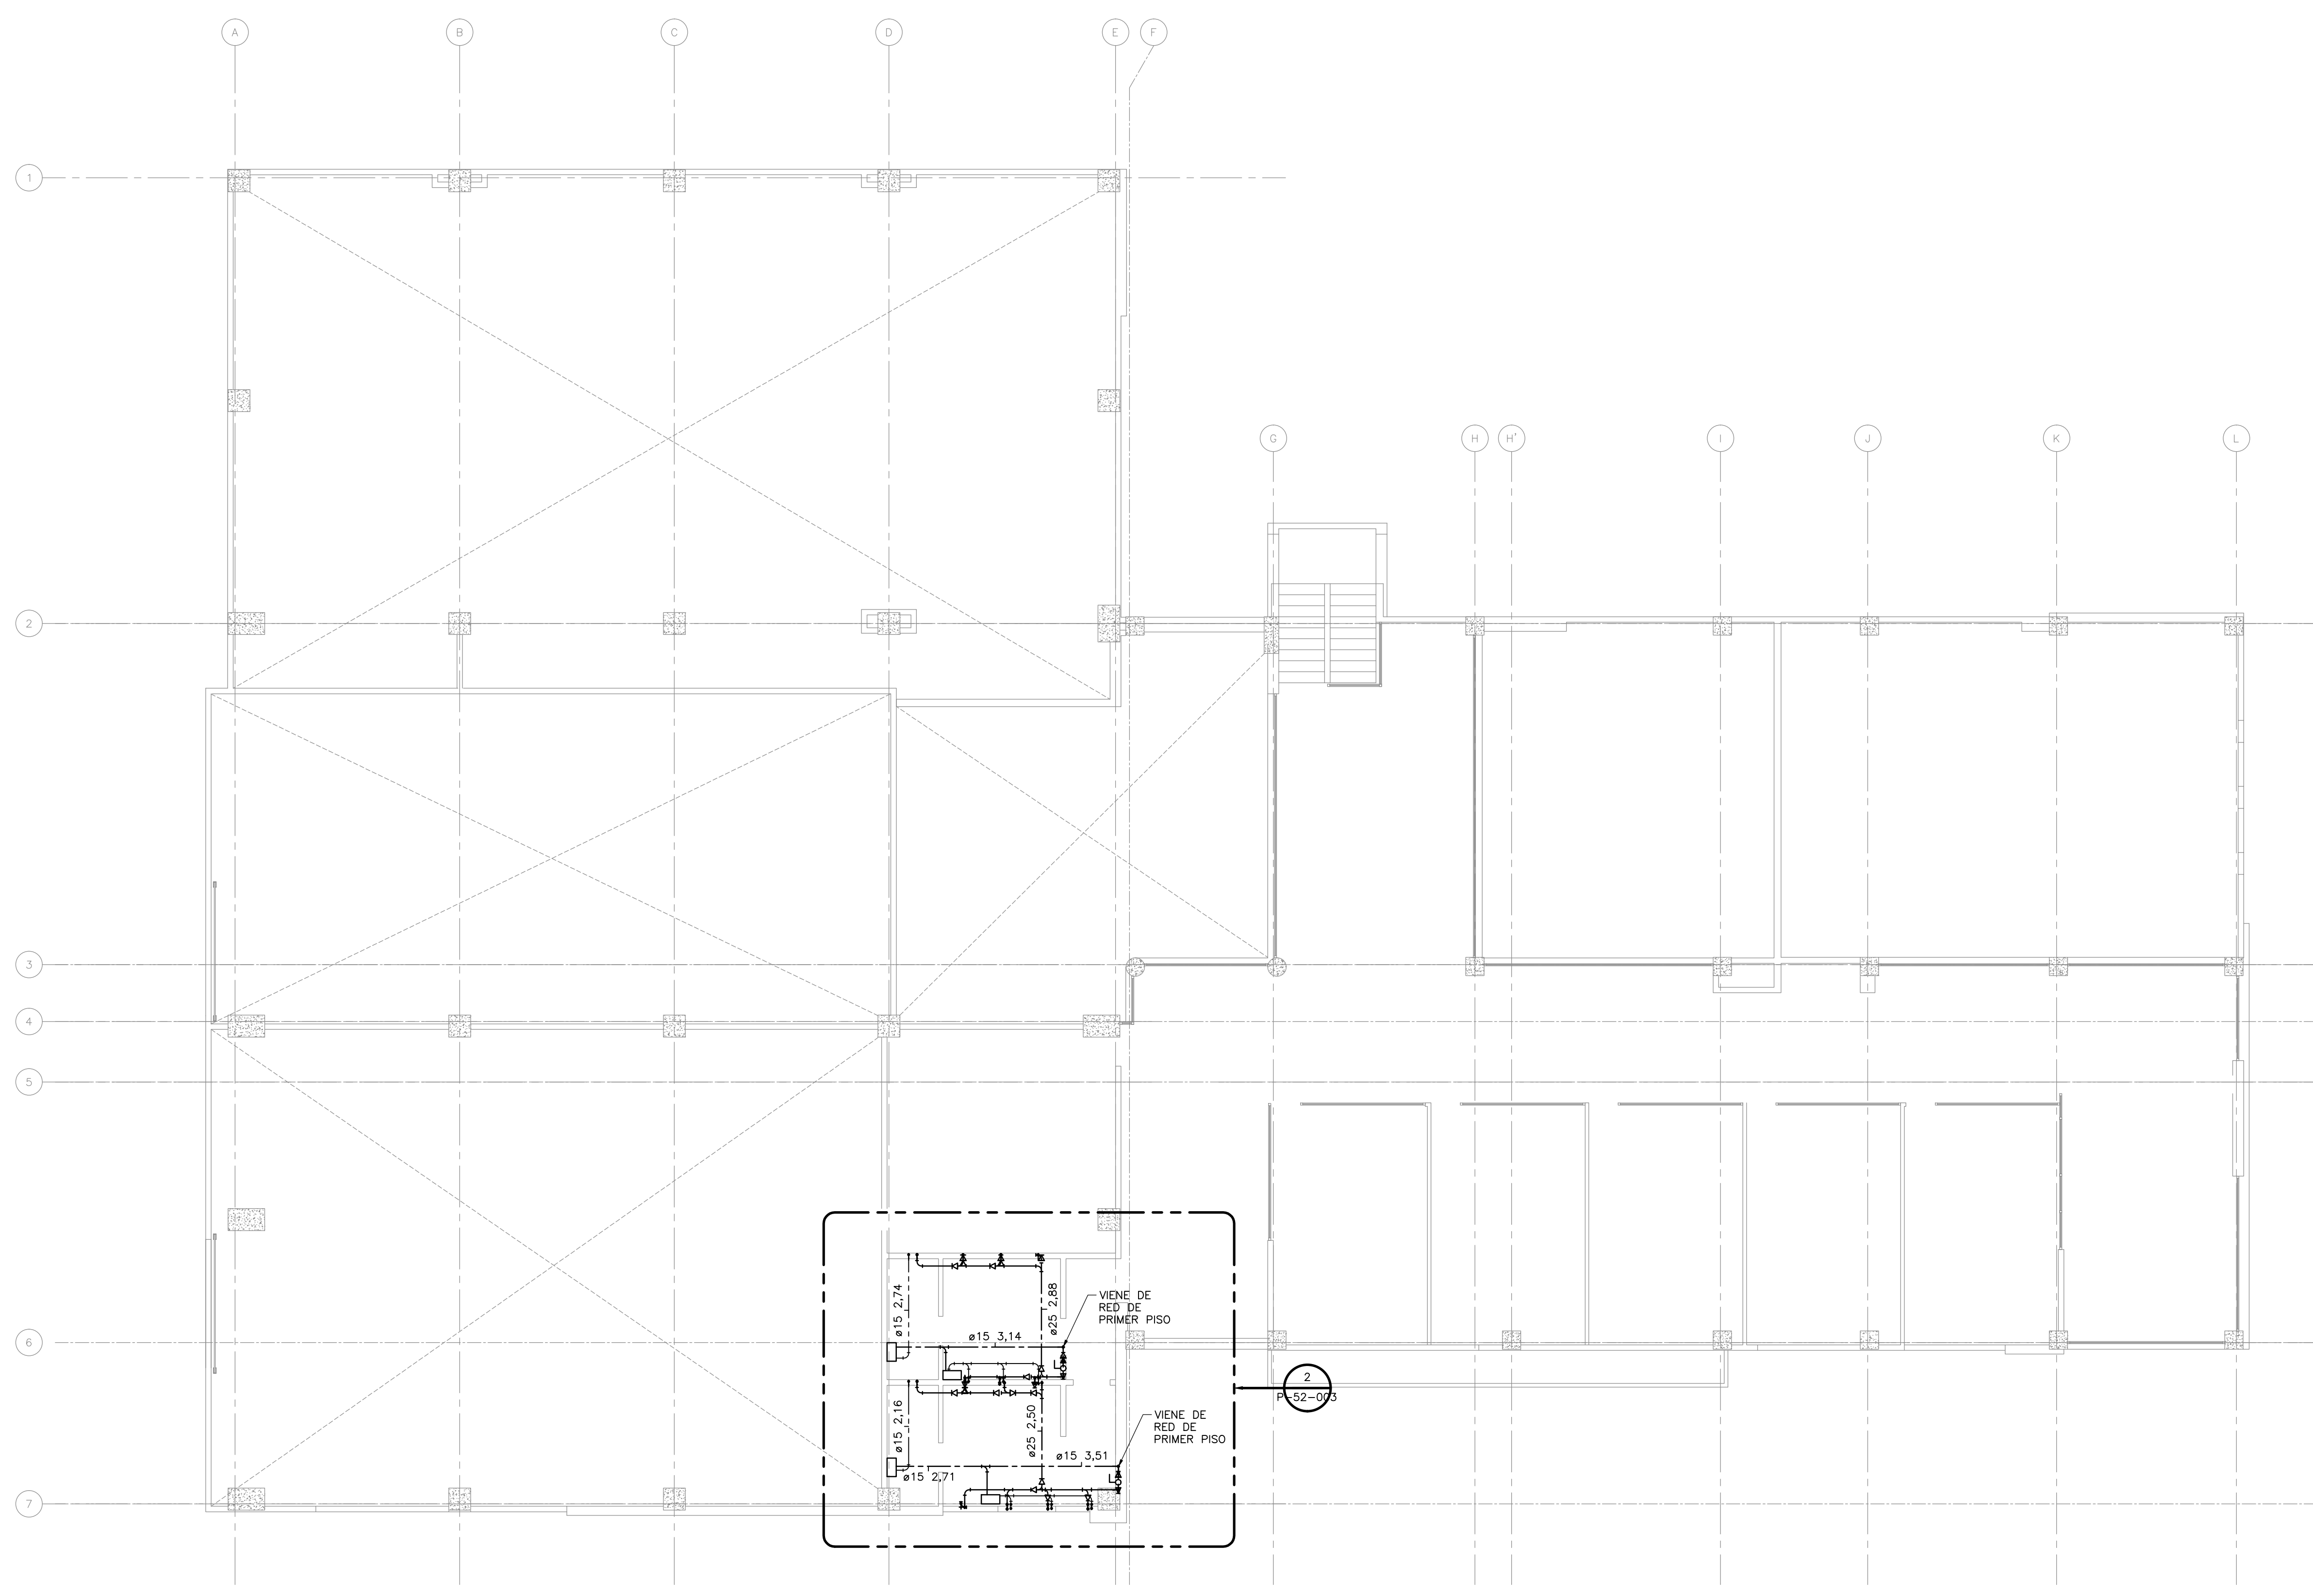 A
B
C
D
E
F
1
G
H
H'
I
J
K
L
2
3
4
5
6
7
ø15 2,74
ø25 2,88
VIENE DE
RED DE
PRIMER PISO
ø15 3,14
2
P-52-003
ø15 2,16
ø25 2,50
VIENE DE
RED DE
PRIMER PISO
ø15 3,51
ø15 2,71